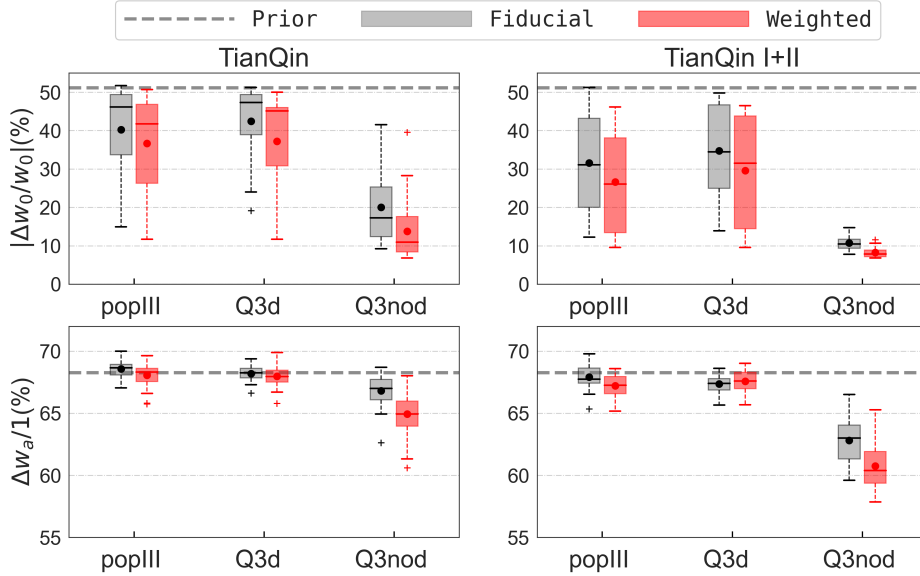 Prior Fiducial Weighted
TianQin TianQin I+II
|Δw₀/w₀|(%)
50
40
30
20
10
0
popIII Q3d Q3nod
50
40
30
20
10
0
popIII Q3d Q3nod
Δwₐ/1(%)
70
65
60
55
popIII Q3d Q3nod
70
65
60
55
popIII Q3d Q3nod